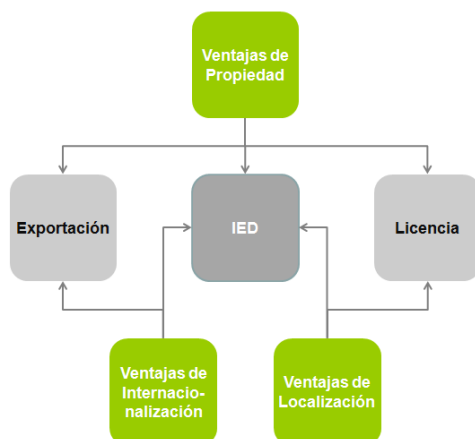 Ventajas de
Propiedad
Exportación
IED
Licencia
Ventajas de
Internacio-
nalización
Ventajas de
Localización